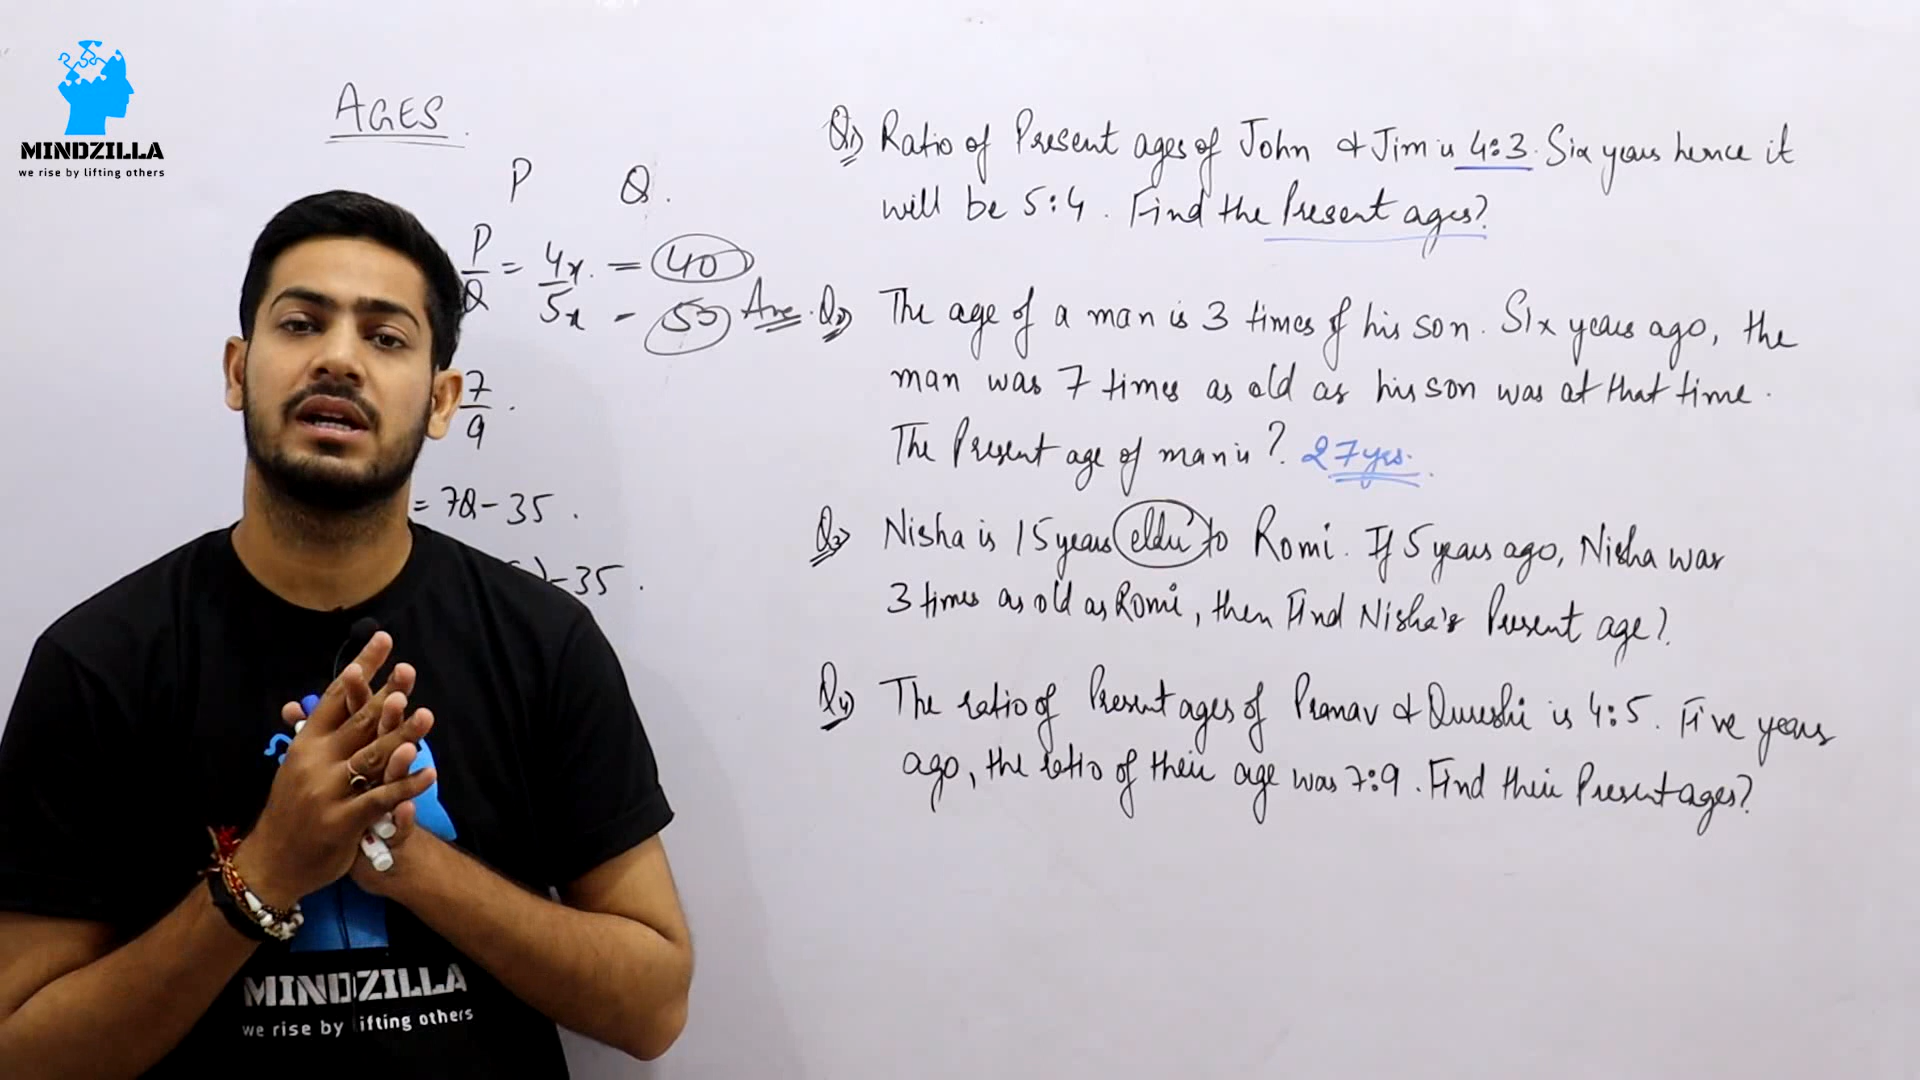 MINDZILLA
we rise by lifting others
AGES
P Q.
P/Q = 4x/5x = 40
- 50 Ans.
7/9.
= 7Q - 35.
) - 35.
Q1) Ratio of Present ages of John & Jim is 4:3. Six years hence it
will be 5:4. Find the Present ages?
Q2) The age of a man is 3 times of his son. Six years ago, the
man was 7 times as old as his son was at that time.
The Present age of man is? 27yrs.
Q3) Nisha is 15 years elder to Romi. If 5 years ago, Nisha was
3 times as old as Romi, then Find Nisha's Present age?
Q4) The ratio of Present ages of Pranav & Qureshi is 4:5. Five years
ago, the ratio of their age was 7:9. Find their Present ages?
MINDZILLA
we rise by lifting others